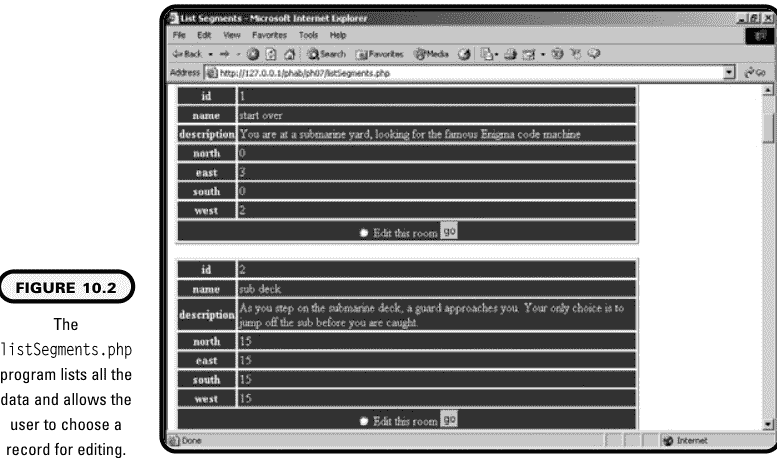 List Segments - Microsoft Internet Explorer
File Edit View Favorites Tools Help
Back Search Favorites Media
Address http://127.0.0.1/phab/ph07/listSegments.php Go
id 1
name start over
description You are at a submarine yard, looking for the famous Enigma code machine
north 0
east 3
south 0
west 2
Edit this room go
id 2
name sub deck
description As you step on the submarine deck, a guard approaches you. Your only choice is to
jump off the sub before you are caught.
north 15
east 15
south 15
west 15
Edit this room go
Done Internet
FIGURE 10.2
The
listSegments.php
program lists all the
data and allows the
user to choose a
record for editing.